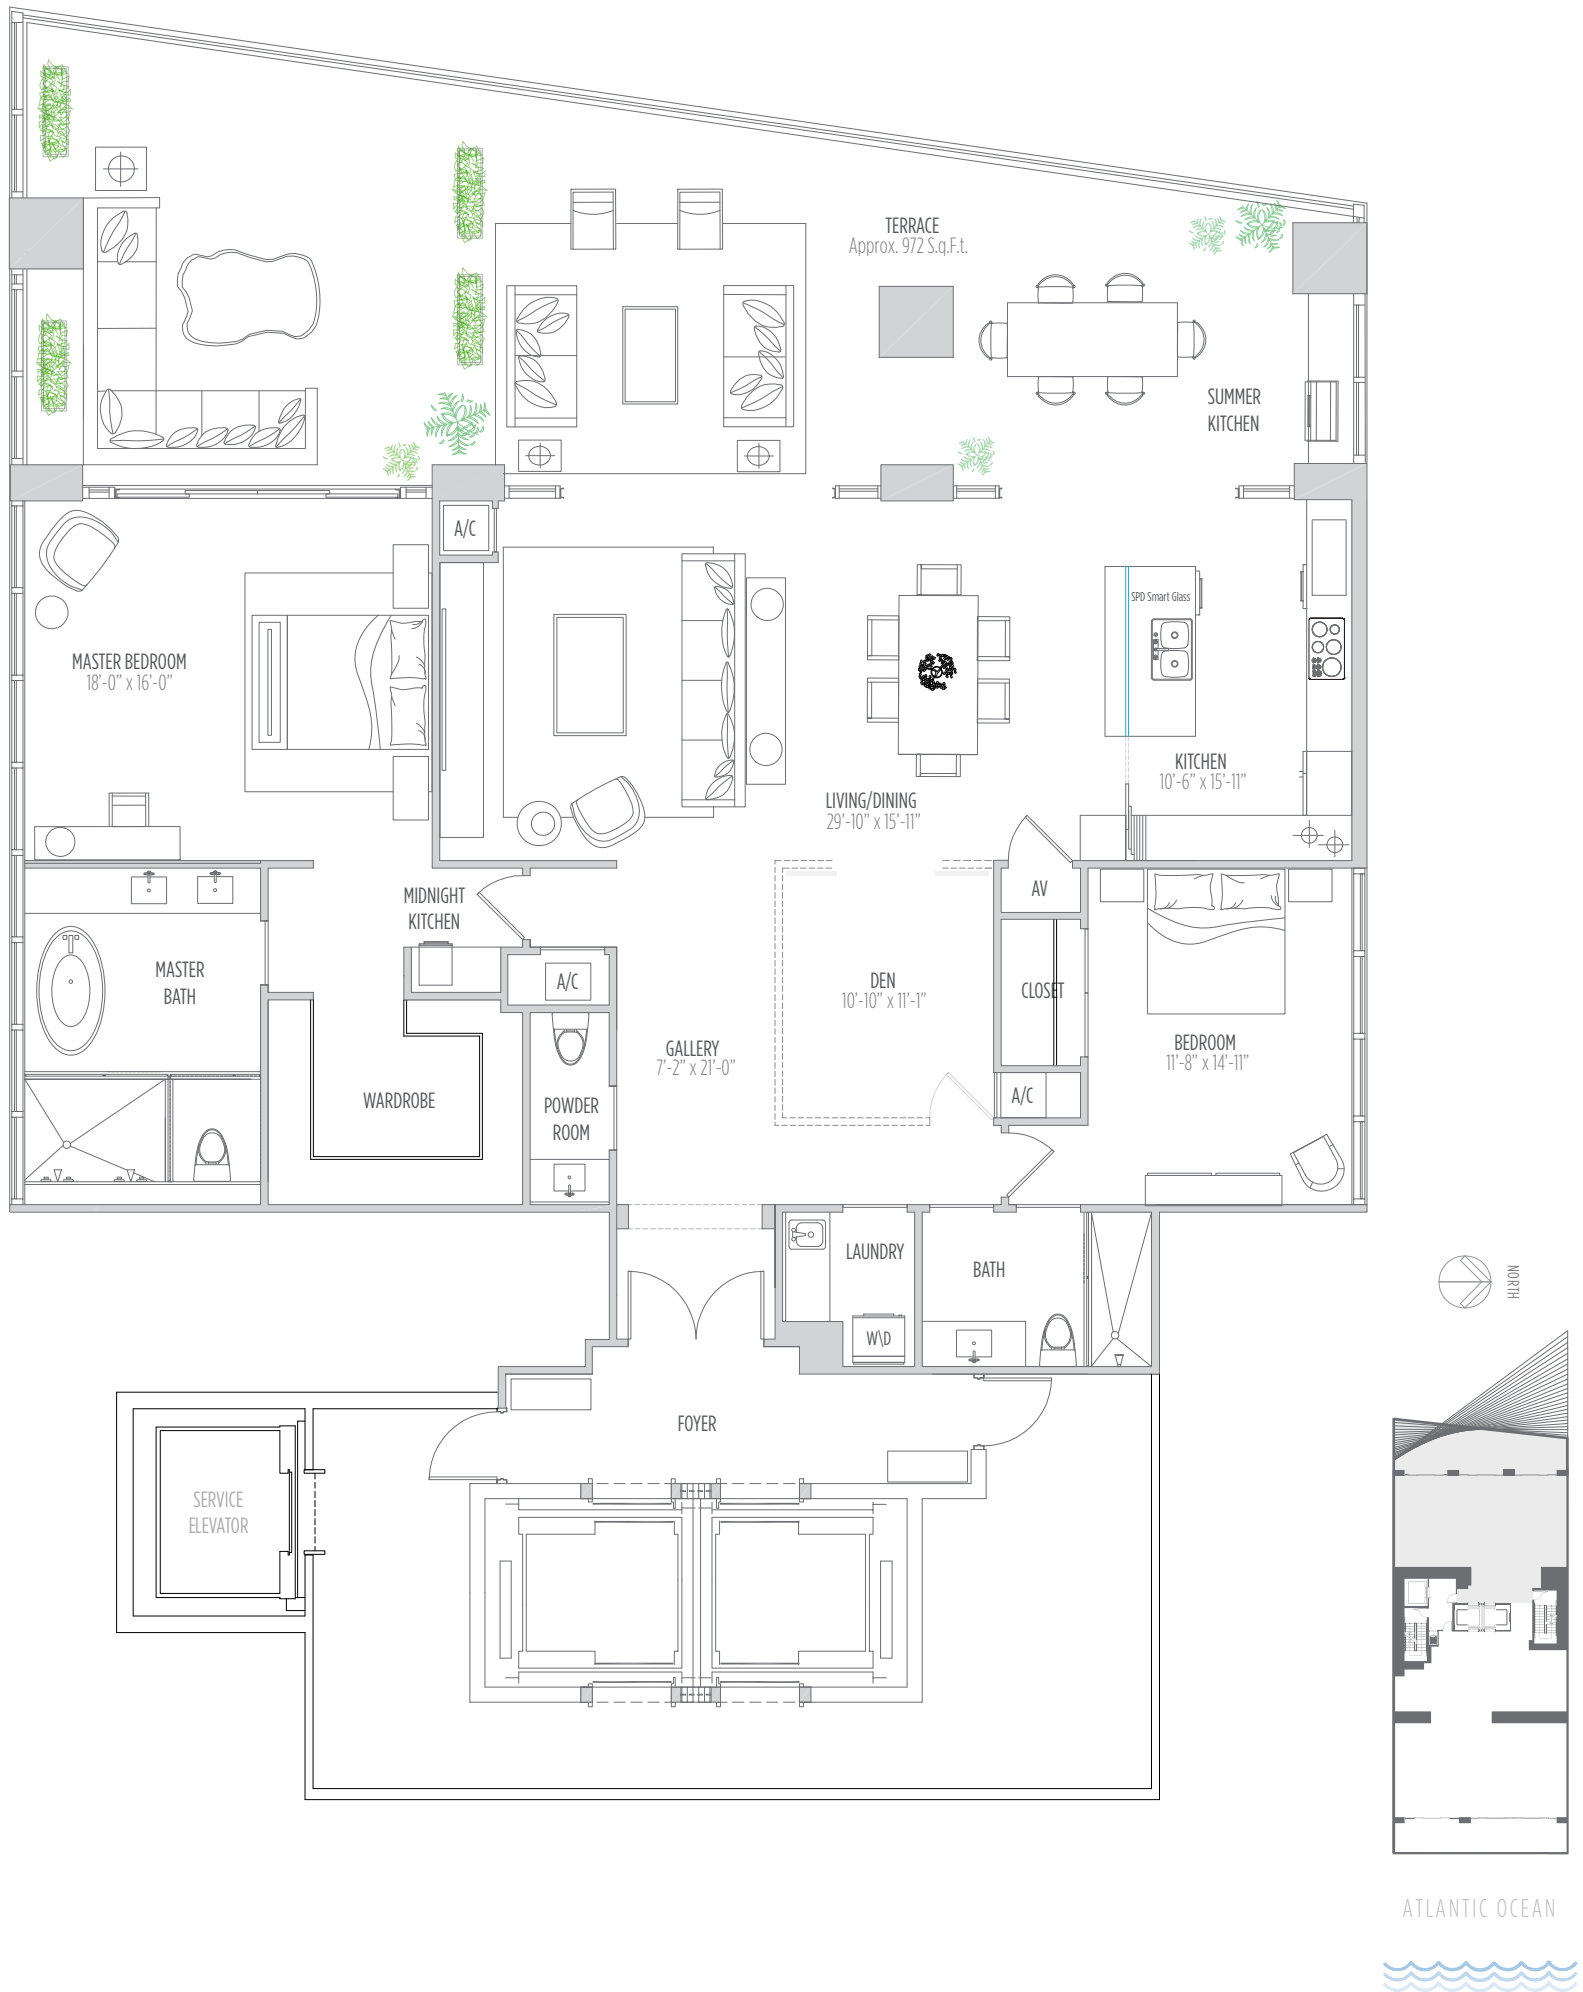 TERRACE
Approx. 972 S.q.F.t.
SUMMER
KITCHEN
A/C
SPD Smart Glass
MASTER BEDROOM
18'-0" x 16'-0"
KITCHEN
10'-6" x 15'-11"
LIVING/DINING
29'-10" x 15'-11"
MIDNIGHT
KITCHEN
AV
MASTER
BATH
A/C
DEN
10'-10" x 11'-1"
CLOSET
GALLERY
7'-2" x 21'-0"
BEDROOM
11'-8" x 14'-11"
WARDROBE
POWDER
ROOM
A/C
LAUNDRY
BATH
NORTH
W\D
FOYER
SERVICE
ELEVATOR
ATLANTIC OCEAN